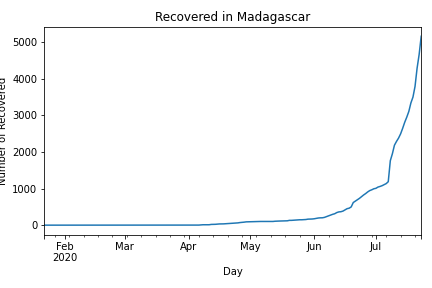 Recovered in Madagascar
Number of Recovered
5000
4000
3000
2000
1000
0
Feb Mar Apr May Jun Jul
2020
Day